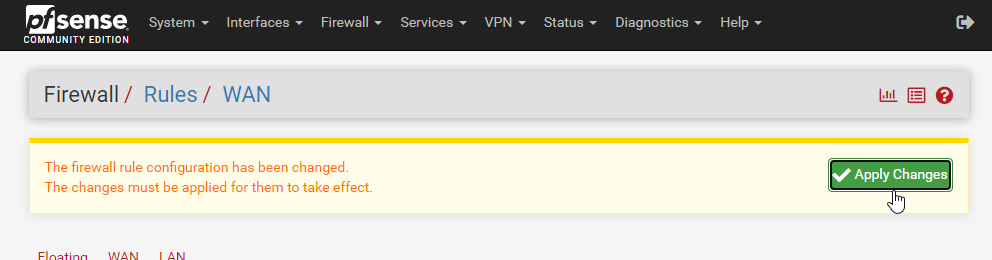 pfsense
COMMUNITY EDITION
System Interfaces Firewall Services VPN Status Diagnostics Help
Firewall / Rules / WAN
The firewall rule configuration has been changed.
The changes must be applied for them to take effect.
Apply Changes
Floating WAN LAN